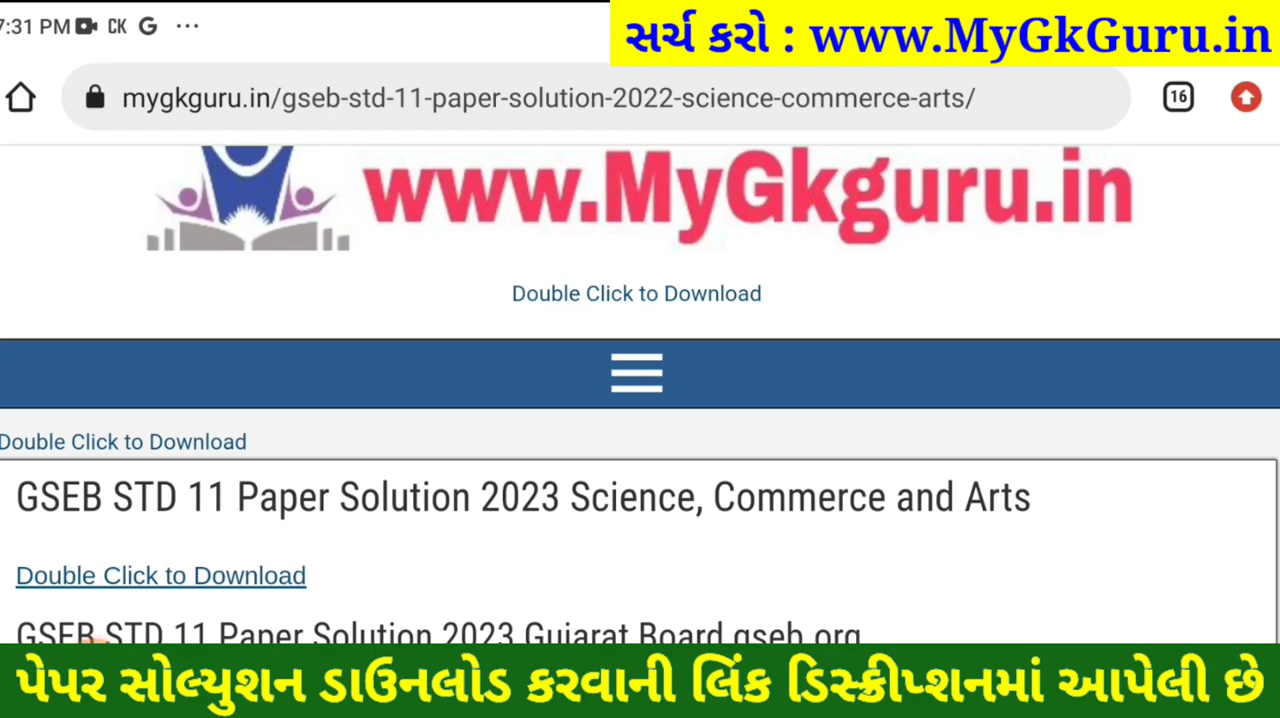 7:31 PM CK G ...
સર્ચ કરો : www.MyGkGuru.in
mygkguru.in/gseb-std-11-paper-solution-2022-science-commerce-arts/
16
www.MyGkguru.in
Double Click to Download
Double Click to Download
GSEB STD 11 Paper Solution 2023 Science, Commerce and Arts
Double Click to Download
GSEB STD 11 Paper Solution 2023 Gujarat Board gseb.org
પેપર સોલ્યુશન ડાઉનલોડ કરવાની લિંક ડિસ્ક્રીપ્શનમાં આપેલી છે